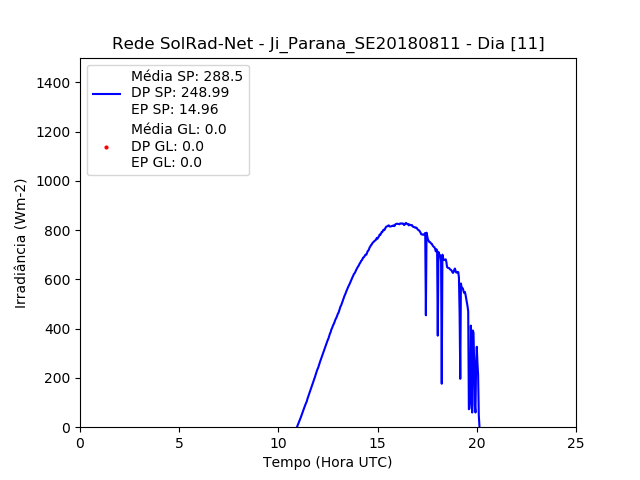 Rede SolRad-Net - Ji_Parana_SE20180811 - Dia [11]
Média SP: 288.5
DP SP: 248.99
EP SP: 14.96
Média GL: 0.0
DP GL: 0.0
EP GL: 0.0
1400
1200
1000
800
600
400
200
0
Irradiância (Wm-2)
0 5 10 15 20 25
Tempo (Hora UTC)